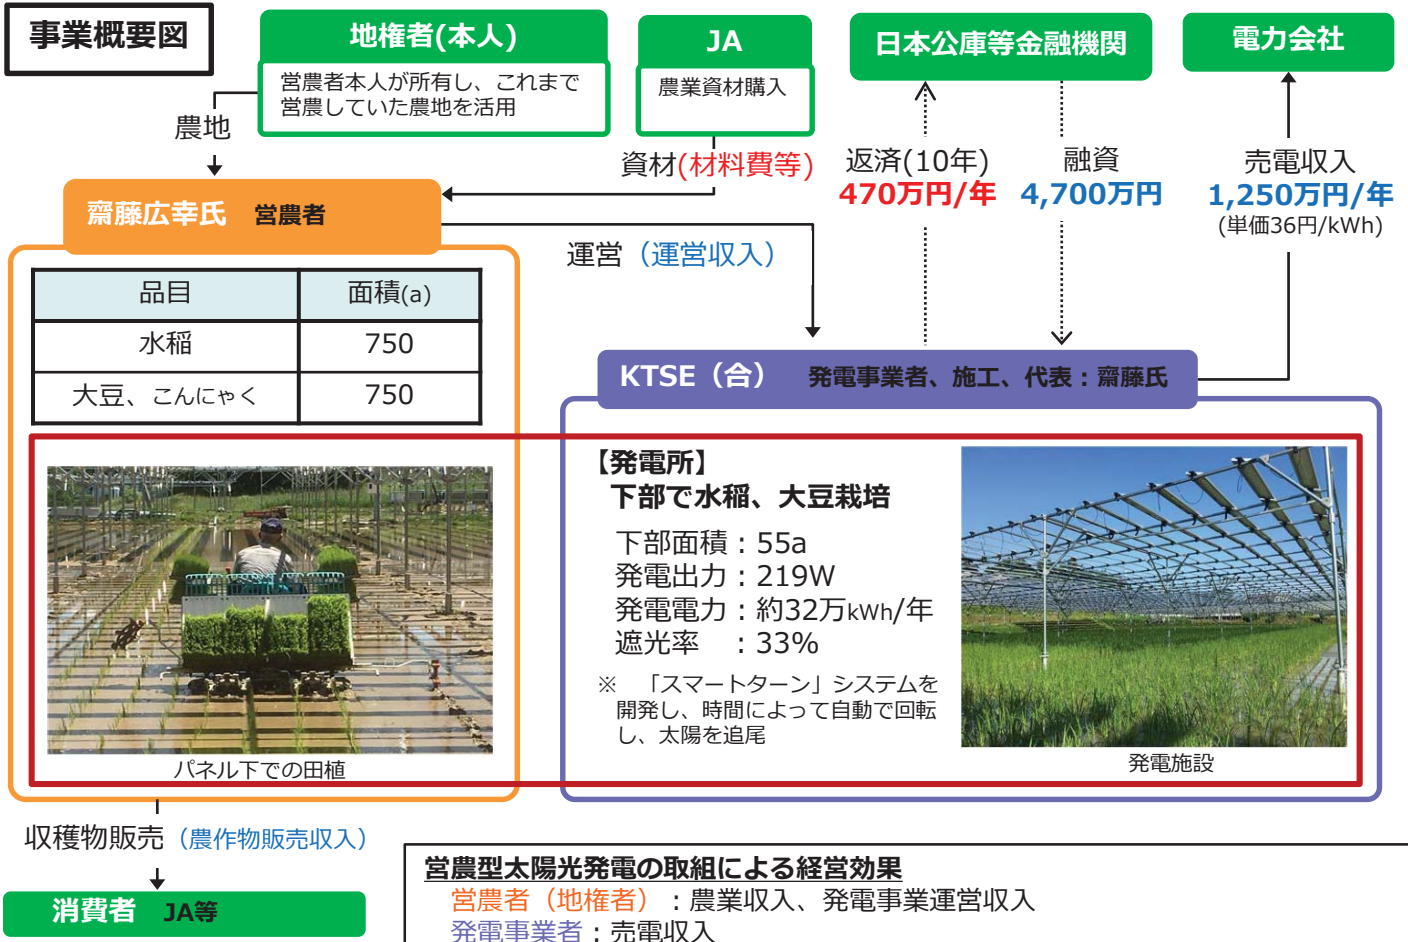 事業概要図
地権者(本人)
営農者本人が所有し、これまで
営農していた農地を活用
JA
農業資材購入
日本公庫等金融機関
電力会社
農地
資材(材料費等)
返済(10年)
470万円/年
融資
4,700万円
売電収入
1,250万円/年
(単価36円/kWh)
齋藤広幸氏 営農者
運営（運営収入）
品目 面積(a)
水稲 750
大豆、こんにゃく 750
KTSE（合） 発電事業者、施工、代表：齋藤氏
【発電所】
下部で水稲、大豆栽培
下部面積：55a
発電出力：219W
発電電力：約32万kWh/年
遮光率 ：33%
※ 「スマートターン」システムを
開発し、時間によって自動で回転
し、太陽を追尾
パネル下での田植
発電施設
収穫物販売（農作物販売収入）
消費者 JA等
営農型太陽光発電の取組による経営効果
営農者（地権者）：農業収入、発電事業運営収入
発電事業者：売電収入